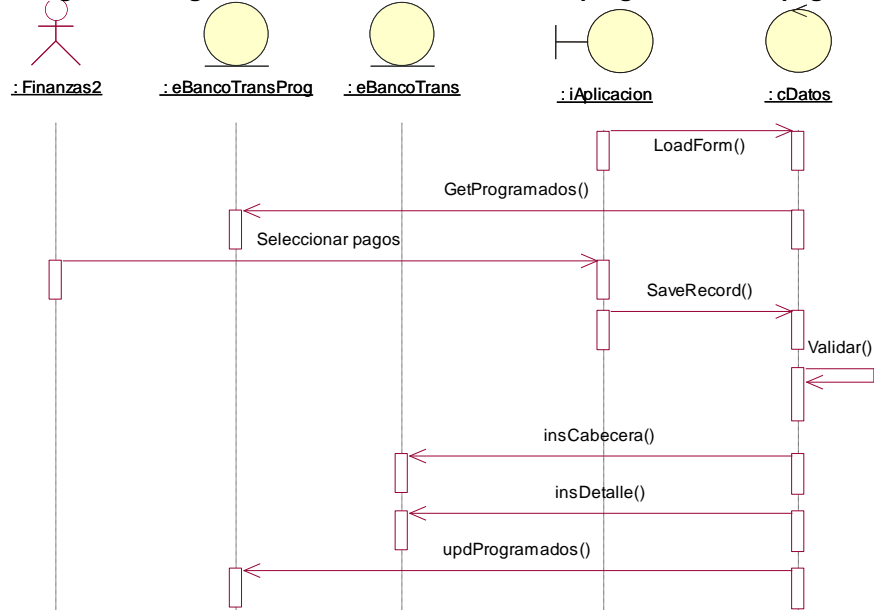 : Finanzas2
: eBancoTransProg
: eBancoTrans
: iAplicacion
: cDatos
LoadForm()
GetProgramados()
Seleccionar pagos
SaveRecord()
Validar()
insCabecera()
insDetalle()
updProgramados()